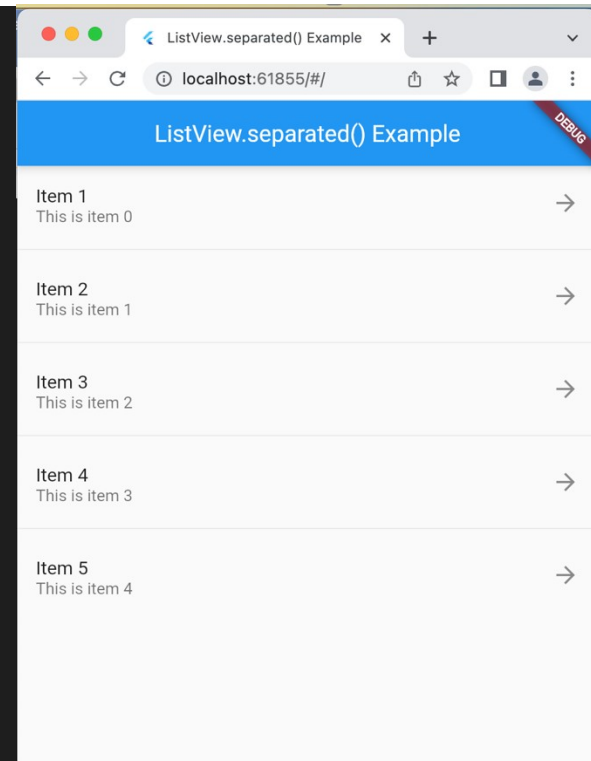 ListView.separated() Example
localhost:61855/#/
ListView.separated() Example
DEBUG
Item 1
This is item 0
Item 2
This is item 1
Item 3
This is item 2
Item 4
This is item 3
Item 5
This is item 4